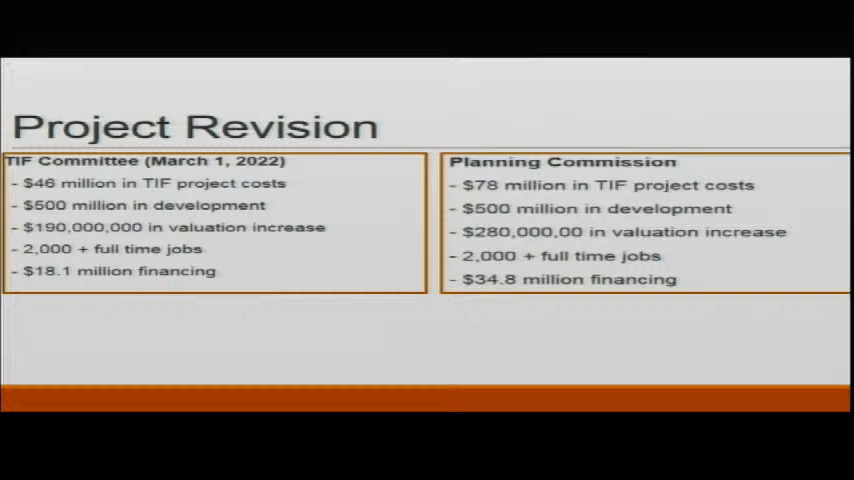 Project Revision
TIF Committee (March 1, 2022)
- $46 million in TIF project costs
- $500 million in development
- $190,000,000 in valuation increase
- 2,000 + full time jobs
- $18.1 million financing
Planning Commission
- $78 million in TIF project costs
- $500 million in development
- $280,000,00 in valuation increase
- 2,000 + full time jobs
- $34.8 million financing